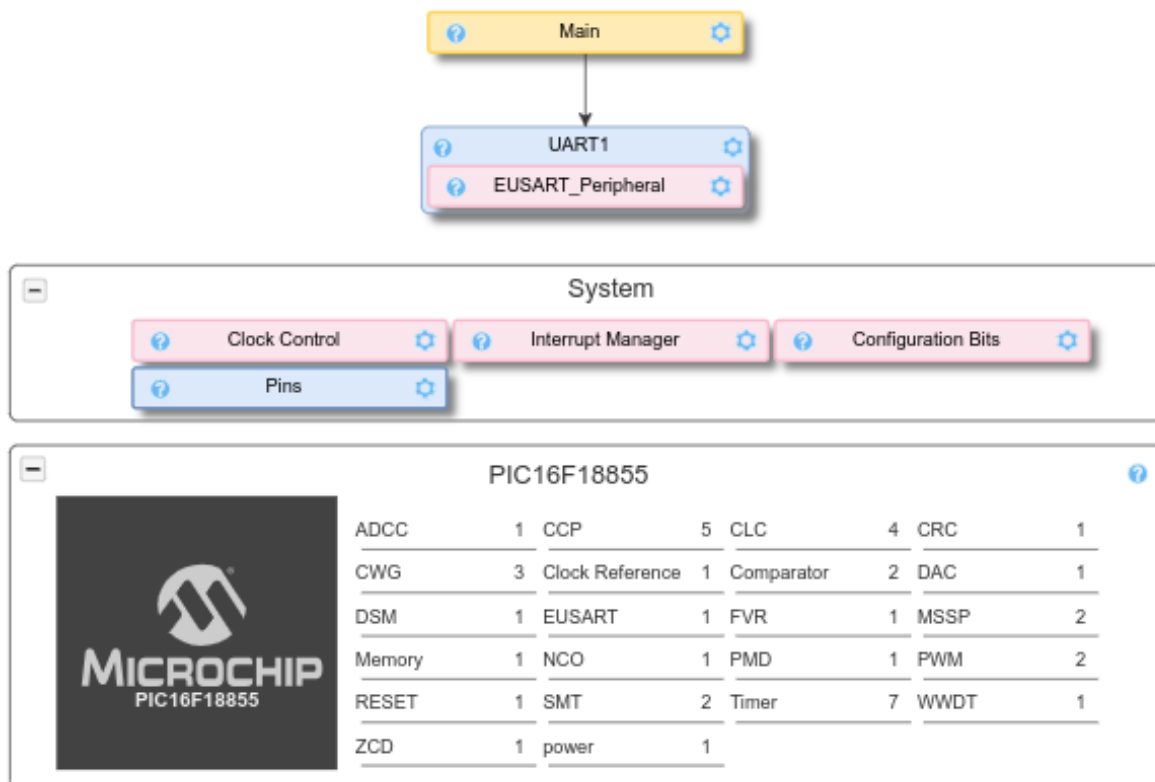 Main
UART1
EUSART_Peripheral
System
Clock Control Interrupt Manager Configuration Bits
Pins
PIC16F18855
ADCC 1 CCP 5 CLC 4 CRC 1
CWG 3 Clock Reference 1 Comparator 2 DAC 1
DSM 1 EUSART 1 FVR 1 MSSP 2
Memory 1 NCO 1 PMD 1 PWM 2
RESET 1 SMT 2 Timer 7 WWDT 1
ZCD 1 power 1
MICROCHIP
PIC16F18855